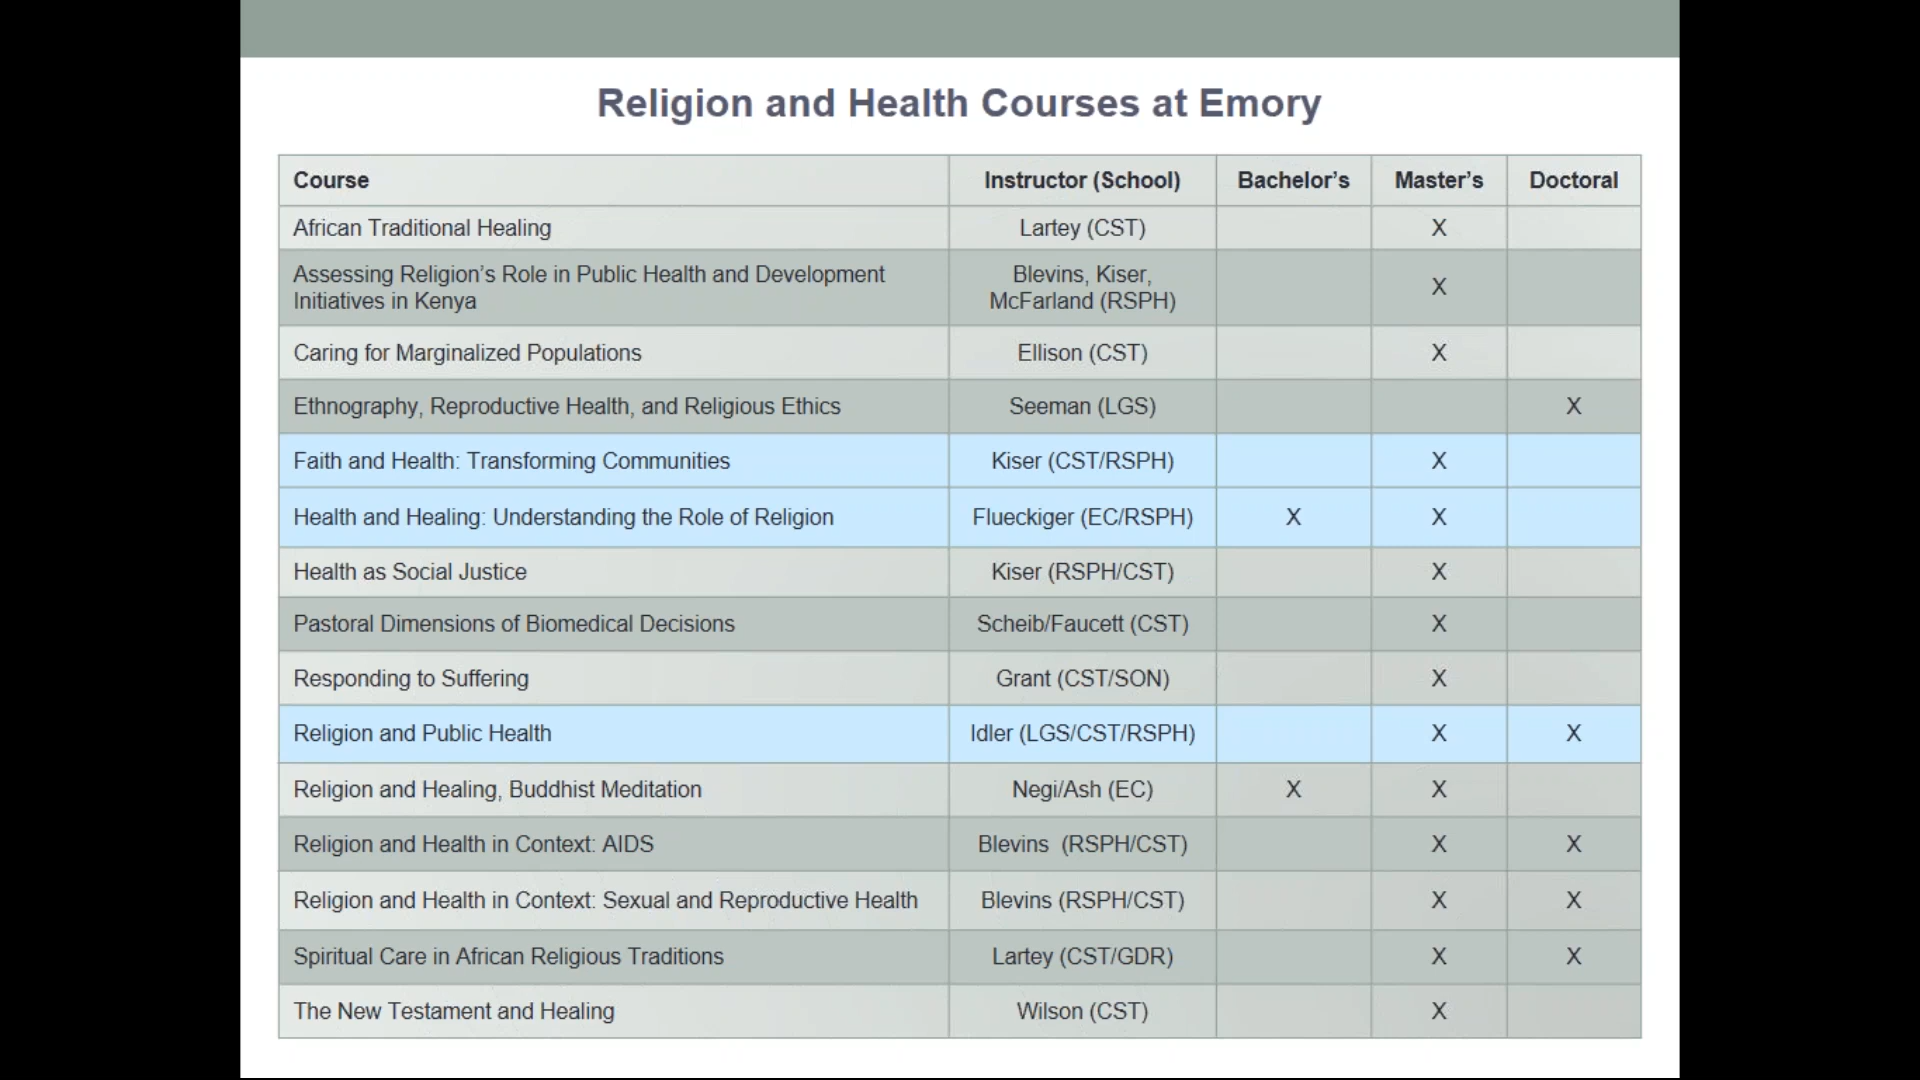 Religion and Health Courses at Emory
Course Instructor (School) Bachelor’s Master’s Doctoral
African Traditional Healing Lartey (CST) X
Assessing Religion’s Role in Public Health and Development
Initiatives in Kenya Blevins, Kiser,
McFarland (RSPH) X
Caring for Marginalized Populations Ellison (CST) X
Ethnography, Reproductive Health, and Religious Ethics Seeman (LGS) X
Faith and Health: Transforming Communities Kiser (CST/RSPH) X
Health and Healing: Understanding the Role of Religion Flueckiger (EC/RSPH) X X
Health as Social Justice Kiser (RSPH/CST) X
Pastoral Dimensions of Biomedical Decisions Scheib/Faucett (CST) X
Responding to Suffering Grant (CST/SON) X
Religion and Public Health Idler (LGS/CST/RSPH) X X
Religion and Healing, Buddhist Meditation Negi/Ash (EC) X X
Religion and Health in Context: AIDS Blevins (RSPH/CST) X X
Religion and Health in Context: Sexual and Reproductive Health Blevins (RSPH/CST) X X
Spiritual Care in African Religious Traditions Lartey (CST/GDR) X X
The New Testament and Healing Wilson (CST) X